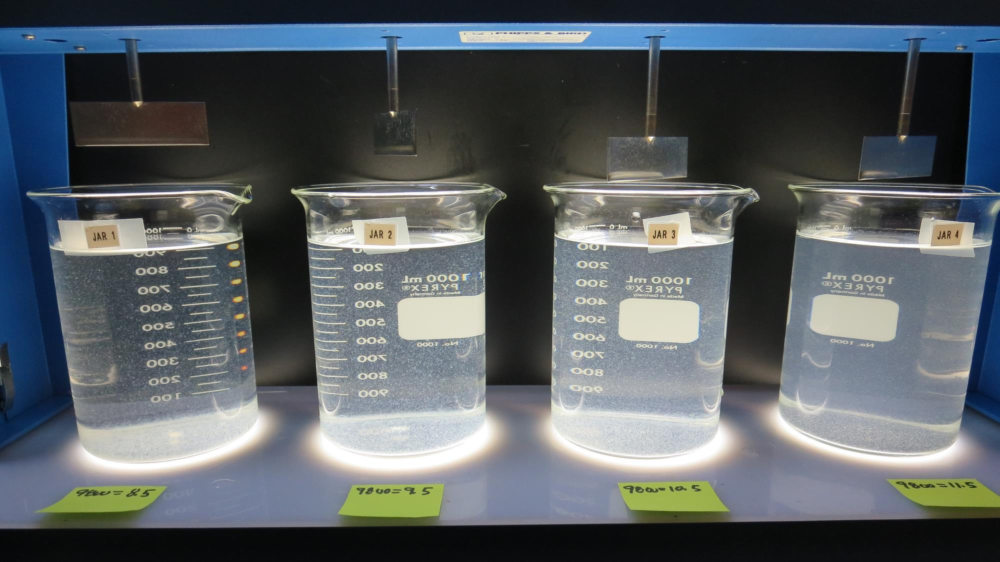 PHIPPS & BIRD
JAR 1
JAR 2
JAR 3
JAR 4
1000 mL
900
800
700
600
500
400
300
200
100
1000 mL
200
300
400
500
600
700
800
900
1000 mL
PYREX®
Made in Germany
No. 1000
100
200
300
400
500
600
700
800
900
1000 mL
PYREX®
Made in Germany
No. 1000
1000 mL
PYREX®
Made in Germany
No. 1000
9800=8.5
9800=9.5
9800=10.5
9800=11.5